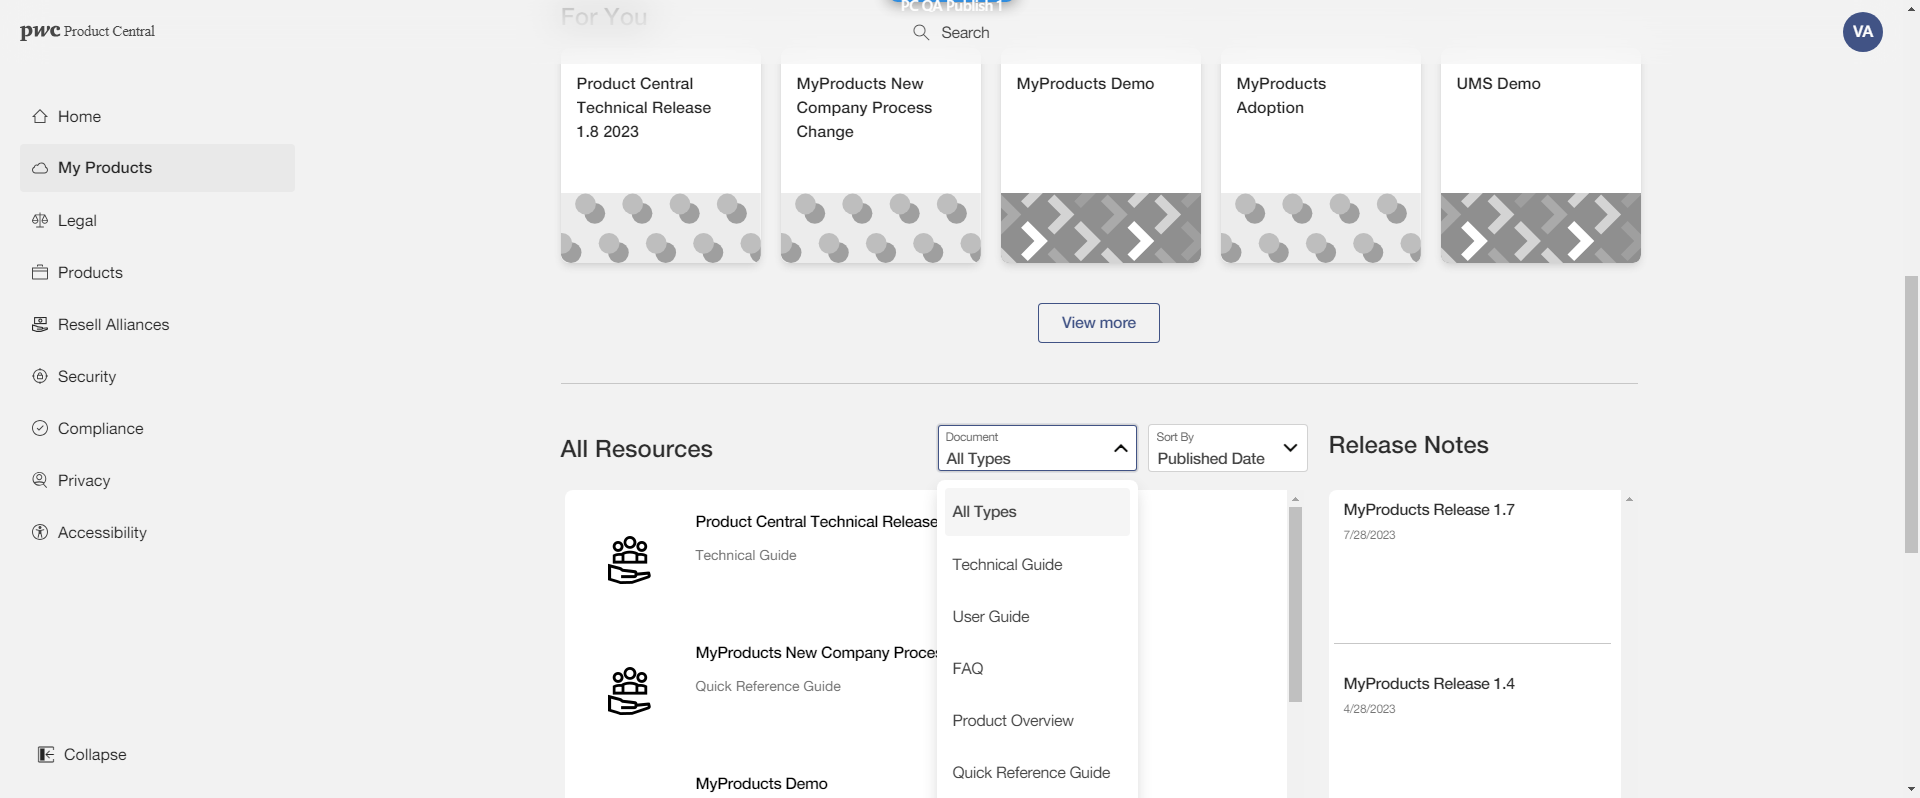 pwc Product Central
For You
PC QA Publish 1
Search
VA
Home
My Products
Legal
Products
Resell Alliances
Security
Compliance
Privacy
Accessibility
Collapse
Product Central
Technical Release
1.8 2023
MyProducts New
Company Process
Change
MyProducts Demo
MyProducts
Adoption
UMS Demo
View more
All Resources
Document
All Types
Sort By
Published Date
All Types
Technical Guide
User Guide
FAQ
Product Overview
Quick Reference Guide
Product Central Technical Release
Technical Guide
MyProducts New Company
Quick Reference Guide
MyProducts Demo
Release Notes
MyProducts Release 1.7
7/28/2023
MyProducts Release 1.4
4/28/2023